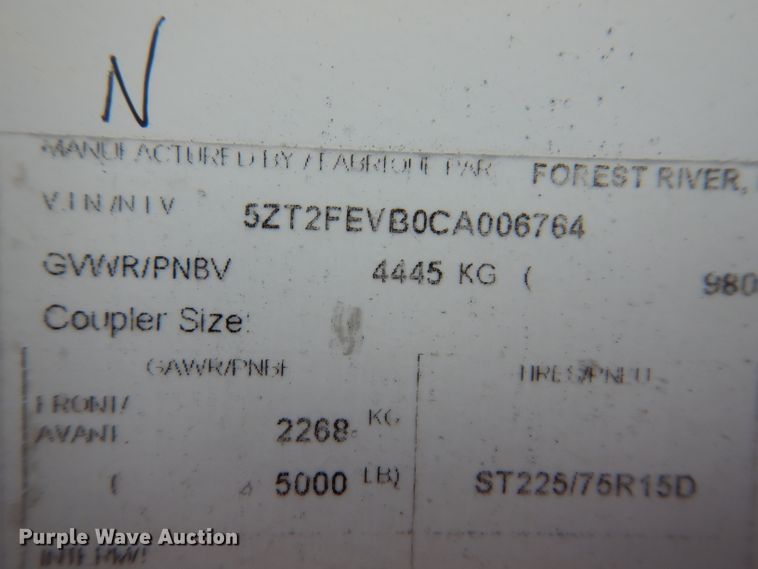 N
MANUFACTURED BY / FABRIQUE PAR FOREST RIVER,
V.I.N./N.I.V 5ZT2FEVB0CA006764
GVWR/PNBV 4445 KG ( 980
Coupler Size:
GAWR/PNBE TIRES/PNEU
FRONT/
AVANT 2268 KG
( 5000 LB) ST225/75R15D
Purple Wave Auction
INTERM/